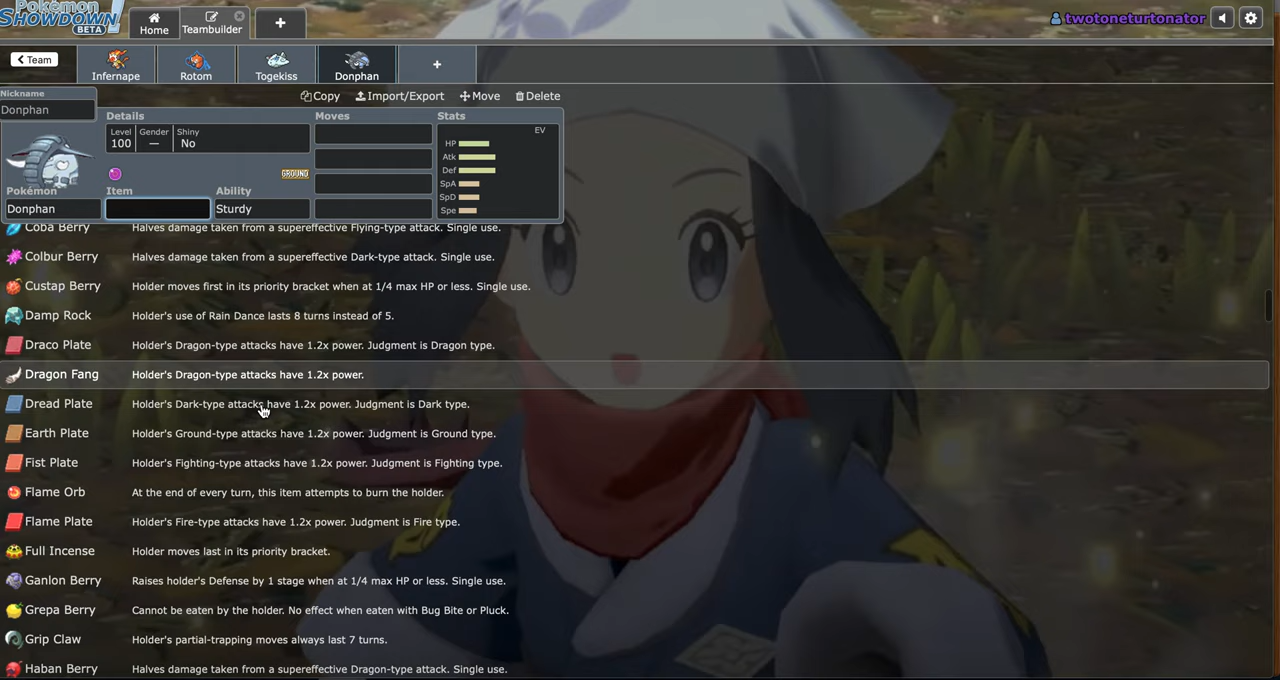 Pokémon
SHOWDOWN!
BETA
Home
Teambuilder
+
twotoneturtonator
< Team
Infernape
Rotom
Togekiss
Donphan
+
Nickname
Donphan
Copy
Import/Export
Move
Delete
Details
Moves
Stats
EV
Level
100
Gender
—
Shiny
No
HP
Atk
Def
SpA
SpD
Spe
GROUND
Pokémon
Donphan
Item
Ability
Sturdy
Coba Berry Halves damage taken from a supereffective Flying-type attack. Single use.
Colbur Berry Halves damage taken from a supereffective Dark-type attack. Single use.
Custap Berry Holder moves first in its priority bracket when at 1/4 max HP or less. Single use.
Damp Rock Holder's use of Rain Dance lasts 8 turns instead of 5.
Draco Plate Holder's Dragon-type attacks have 1.2x power. Judgment is Dragon type.
Dragon Fang Holder's Dragon-type attacks have 1.2x power.
Dread Plate Holder's Dark-type attacks have 1.2x power. Judgment is Dark type.
Earth Plate Holder's Ground-type attacks have 1.2x power. Judgment is Ground type.
Fist Plate Holder's Fighting-type attacks have 1.2x power. Judgment is Fighting type.
Flame Orb At the end of every turn, this item attempts to burn the holder.
Flame Plate Holder's Fire-type attacks have 1.2x power. Judgment is Fire type.
Full Incense Holder moves last in its priority bracket.
Ganlon Berry Raises holder's Defense by 1 stage when at 1/4 max HP or less. Single use.
Grepa Berry Cannot be eaten by the holder. No effect when eaten with Bug Bite or Pluck.
Grip Claw Holder's partial-trapping moves always last 7 turns.
Haban Berry Halves damage taken from a supereffective Dragon-type attack. Single use.